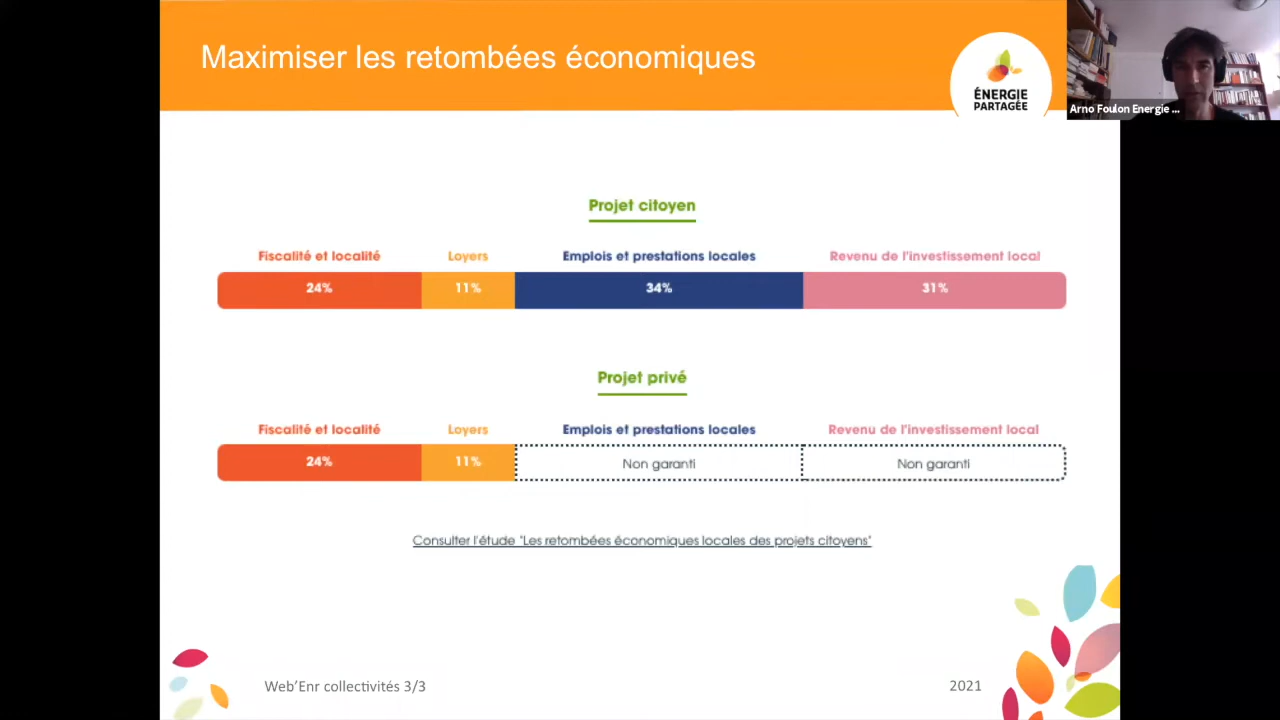 Maximiser les retombées économiques
ÉNERGIE
PARTAGÉE
Arno Foulon Energie ...
Projet citoyen
Fiscalité et localité Loyers Emplois et prestations locales Revenu de l'investissement local
24% 11% 34% 31%
Projet privé
Fiscalité et localité Loyers Emplois et prestations locales Revenu de l'investissement local
24% 11% Non garanti Non garanti
Consulter l'étude "Les retombées économiques locales des projets citoyens"
Web'Enr collectivités 3/3
2021